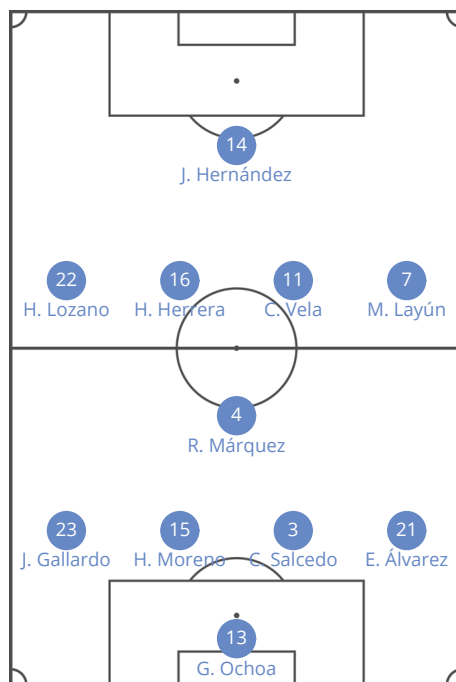 14
J. Hernández
22 16 11 7
H. Lozano H. Herrera C. Vela M. Layún
4
R. Márquez
23 15 3 21
J. Gallardo H. Moreno C. Salcedo E. Álvarez
13
G. Ochoa